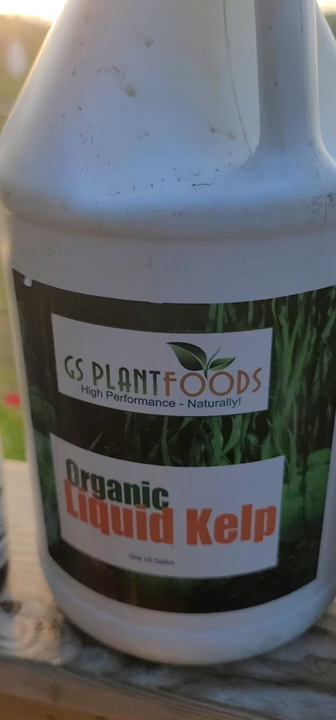 GS PLANTFOODS
High Performance - Naturally!
Organic
Liquid Kelp
One US Gallon